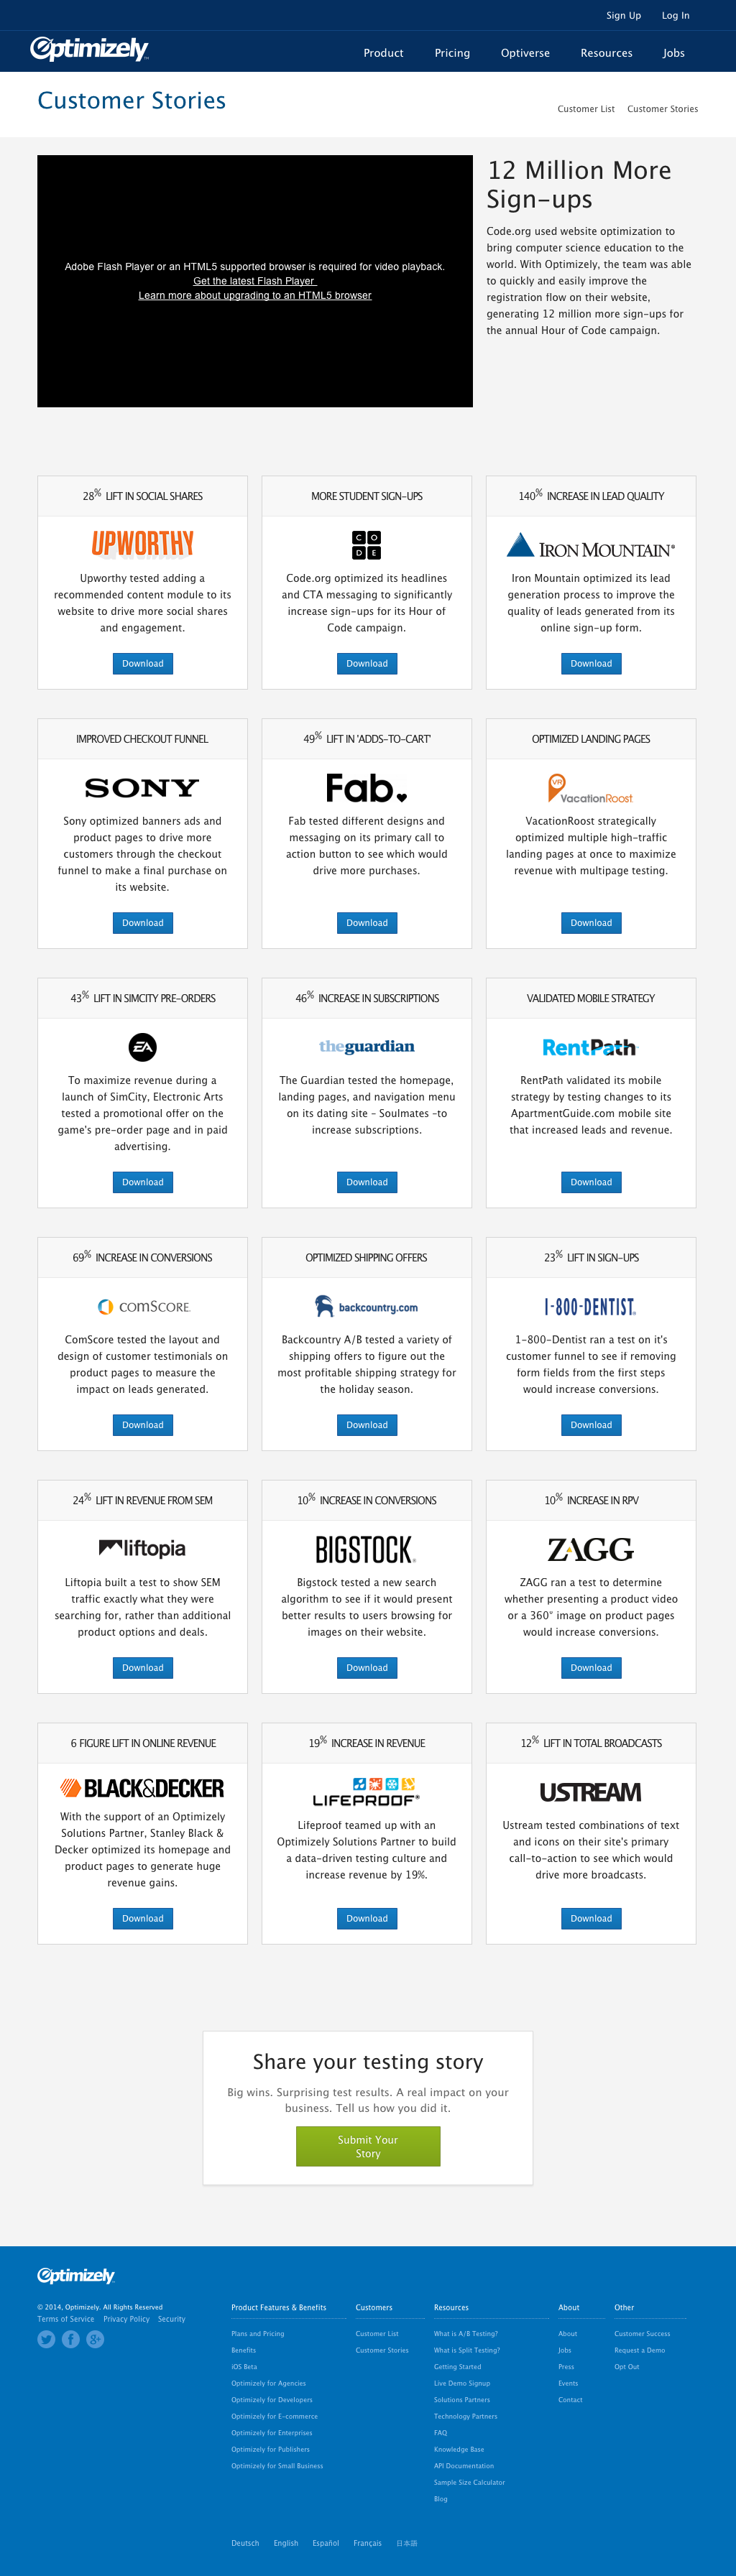 Sign Up Log In
Optimizely
Product Pricing Optiverse Resources Jobs
Customer Stories
Customer List Customer Stories
Adobe Flash Player or an HTML5 supported browser is required for video playback.
Get the latest Flash Player
Learn more about upgrading to an HTML5 browser
12 Million More
Sign-ups
Code.org used website optimization to
bring computer science education to the
world. With Optimizely, the team was able
to quickly and easily improve the
registration flow on their website,
generating 12 million more sign-ups for
the annual Hour of Code campaign.
28% LIFT IN SOCIAL SHARES
UPWORTHY
Upworthy tested adding a
recommended content module to its
website to drive more social shares
and engagement.
Download
MORE STUDENT SIGN-UPS
C O
D E
Code.org optimized its headlines
and CTA messaging to significantly
increase sign-ups for its Hour of
Code campaign.
Download
140% INCREASE IN LEAD QUALITY
IRON MOUNTAIN®
Iron Mountain optimized its lead
generation process to improve the
quality of leads generated from its
online sign-up form.
Download
IMPROVED CHECKOUT FUNNEL
SONY
Sony optimized banners ads and
product pages to drive more
customers through the checkout
funnel to make a final purchase on
its website.
Download
49% LIFT IN 'ADDS-TO-CART'
Fab.
Fab tested different designs and
messaging on its primary call to
action button to see which would
drive more purchases.
Download
OPTIMIZED LANDING PAGES
VR
VacationRoost
VacationRoost strategically
optimized multiple high-traffic
landing pages at once to maximize
revenue with multipage testing.
Download
43% LIFT IN SIMCITY PRE-ORDERS
EA
To maximize revenue during a
launch of SimCity, Electronic Arts
tested a promotional offer on the
game's pre-order page and in paid
advertising.
Download
46% INCREASE IN SUBSCRIPTIONS
theguardian
The Guardian tested the homepage,
landing pages, and navigation menu
on its dating site – Soulmates –to
increase subscriptions.
Download
VALIDATED MOBILE STRATEGY
RentPath
RentPath validated its mobile
strategy by testing changes to its
ApartmentGuide.com mobile site
that increased leads and revenue.
Download
69% INCREASE IN CONVERSIONS
COMSCORE.
ComScore tested the layout and
design of customer testimonials on
product pages to measure the
impact on leads generated.
Download
OPTIMIZED SHIPPING OFFERS
backcountry.com
Backcountry A/B tested a variety of
shipping offers to figure out the
most profitable shipping strategy for
the holiday season.
Download
23% LIFT IN SIGN-UPS
1-800-DENTIST®
1-800-Dentist ran a test on it's
customer funnel to see if removing
form fields from the first steps
would increase conversions.
Download
24% LIFT IN REVENUE FROM SEM
liftopia
Liftopia built a test to show SEM
traffic exactly what they were
searching for, rather than additional
product options and deals.
Download
10% INCREASE IN CONVERSIONS
BIGSTOCK®
Bigstock tested a new search
algorithm to see if it would present
better results to users browsing for
images on their website.
Download
10% INCREASE IN RPV
ZAGG
ZAGG ran a test to determine
whether presenting a product video
or a 360° image on product pages
would increase conversions.
Download
6 FIGURE LIFT IN ONLINE REVENUE
BLACK&DECKER
With the support of an Optimizely
Solutions Partner, Stanley Black &
Decker optimized its homepage and
product pages to generate huge
revenue gains.
Download
19% INCREASE IN REVENUE
LIFEPROOF®
Lifeproof teamed up with an
Optimizely Solutions Partner to build
a data-driven testing culture and
increase revenue by 19%.
Download
12% LIFT IN TOTAL BROADCASTS
USTREAM
Ustream tested combinations of text
and icons on their site's primary
call-to-action to see which would
drive more broadcasts.
Download
Share your testing story
Big wins. Surprising test results. A real impact on your
business. Tell us how you did it.
Submit Your
Story
Optimizely
© 2014, Optimizely. All Rights Reserved
Terms of Service Privacy Policy Security
Product Features & Benefits
Plans and Pricing
Benefits
iOS Beta
Optimizely for Agencies
Optimizely for Developers
Optimizely for E-commerce
Optimizely for Enterprises
Optimizely for Publishers
Optimizely for Small Business
Customers
Customer List
Customer Stories
Resources
What is A/B Testing?
What is Split Testing?
Getting Started
Live Demo Signup
Solutions Partners
Technology Partners
FAQ
Knowledge Base
API Documentation
Sample Size Calculator
Blog
About
About
Jobs
Press
Events
Contact
Other
Customer Success
Request a Demo
Opt Out
Deutsch English Español Français 日本語